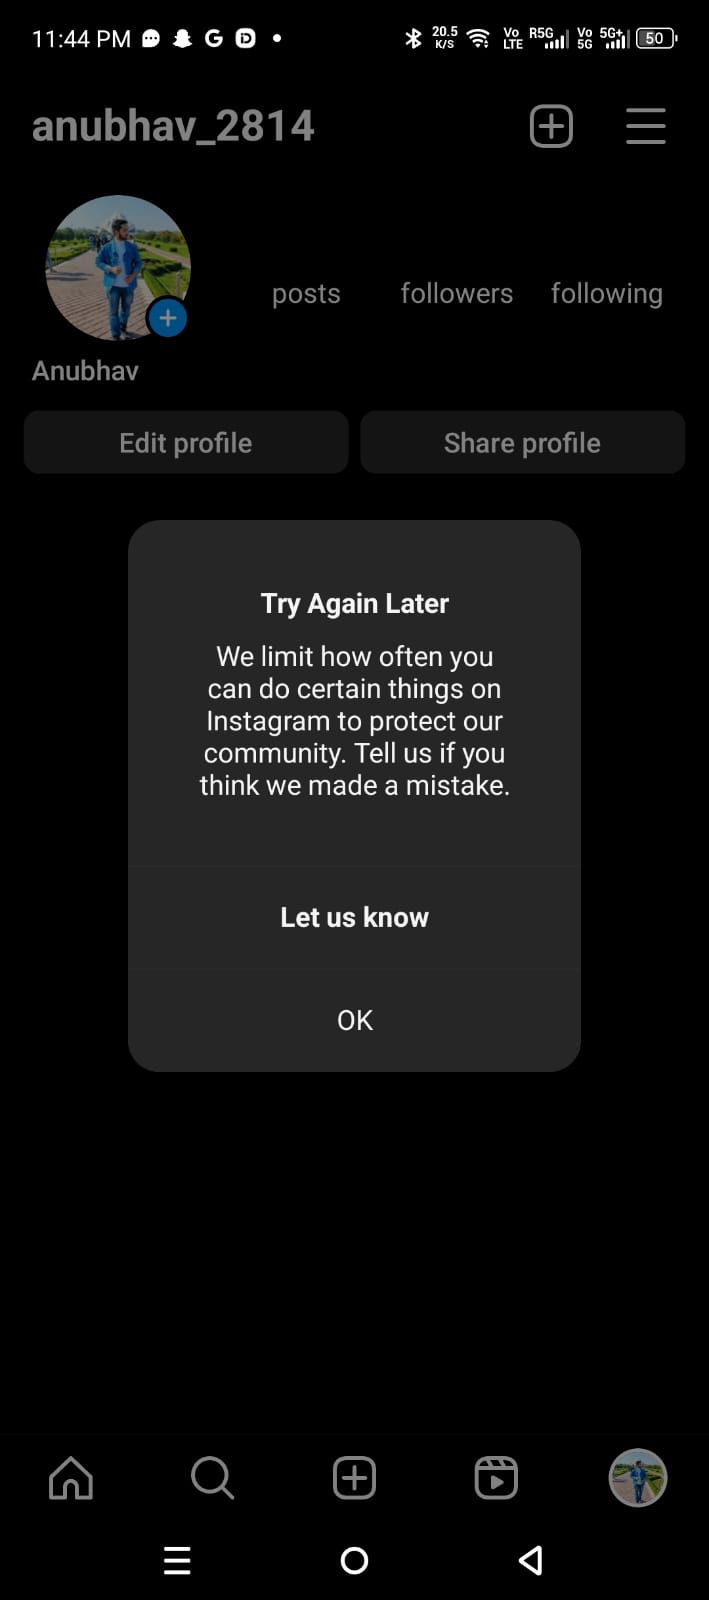 11:44 PM
20.5 K/S
Vo LTE
R5G
Vo 5G
5G+
50
anubhav_2814
posts followers following
Anubhav
Edit profile Share profile
Try Again Later
We limit how often you
can do certain things on
Instagram to protect our
community. Tell us if you
think we made a mistake.
Let us know
OK